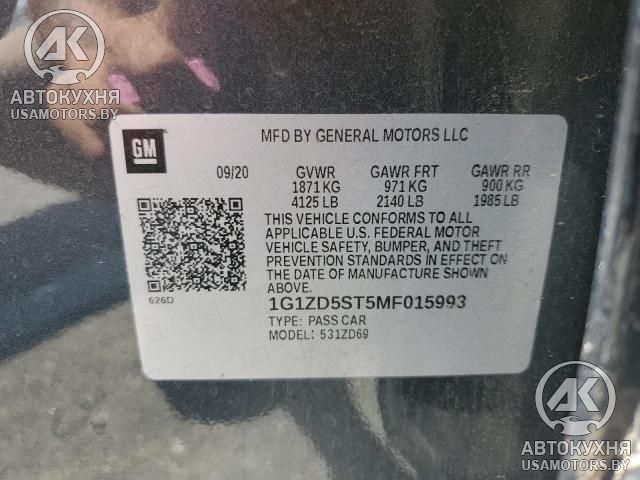 AK
АВТОКУХНЯ
USAMOTORS.BY
GM
MFD BY GENERAL MOTORS LLC
09/20 GVWR GAWR FRT GAWR RR
1871 KG 971 KG 900 KG
4125 LB 2140 LB 1985 LB
THIS VEHICLE CONFORMS TO ALL
APPLICABLE U.S. FEDERAL MOTOR
VEHICLE SAFETY, BUMPER, AND THEFT
PREVENTION STANDARDS IN EFFECT ON
THE DATE OF MANUFACTURE SHOWN ABOVE.
626D
1G1ZD5ST5MF015993
TYPE: PASS CAR
MODEL: 531ZD69
AK
АВТОКУХНЯ
USAMOTORS.BY